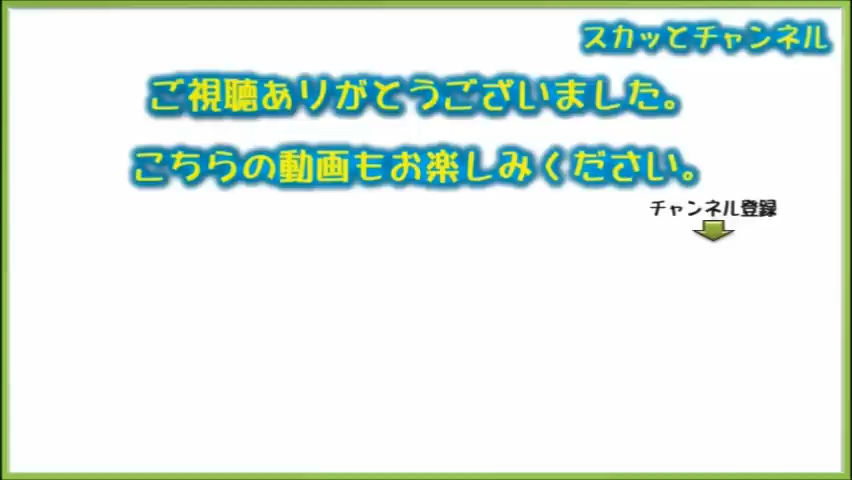 スカッとチャンネル
ご視聴ありがとうございました。
こちらの動画もお楽しみください。
チャンネル登録